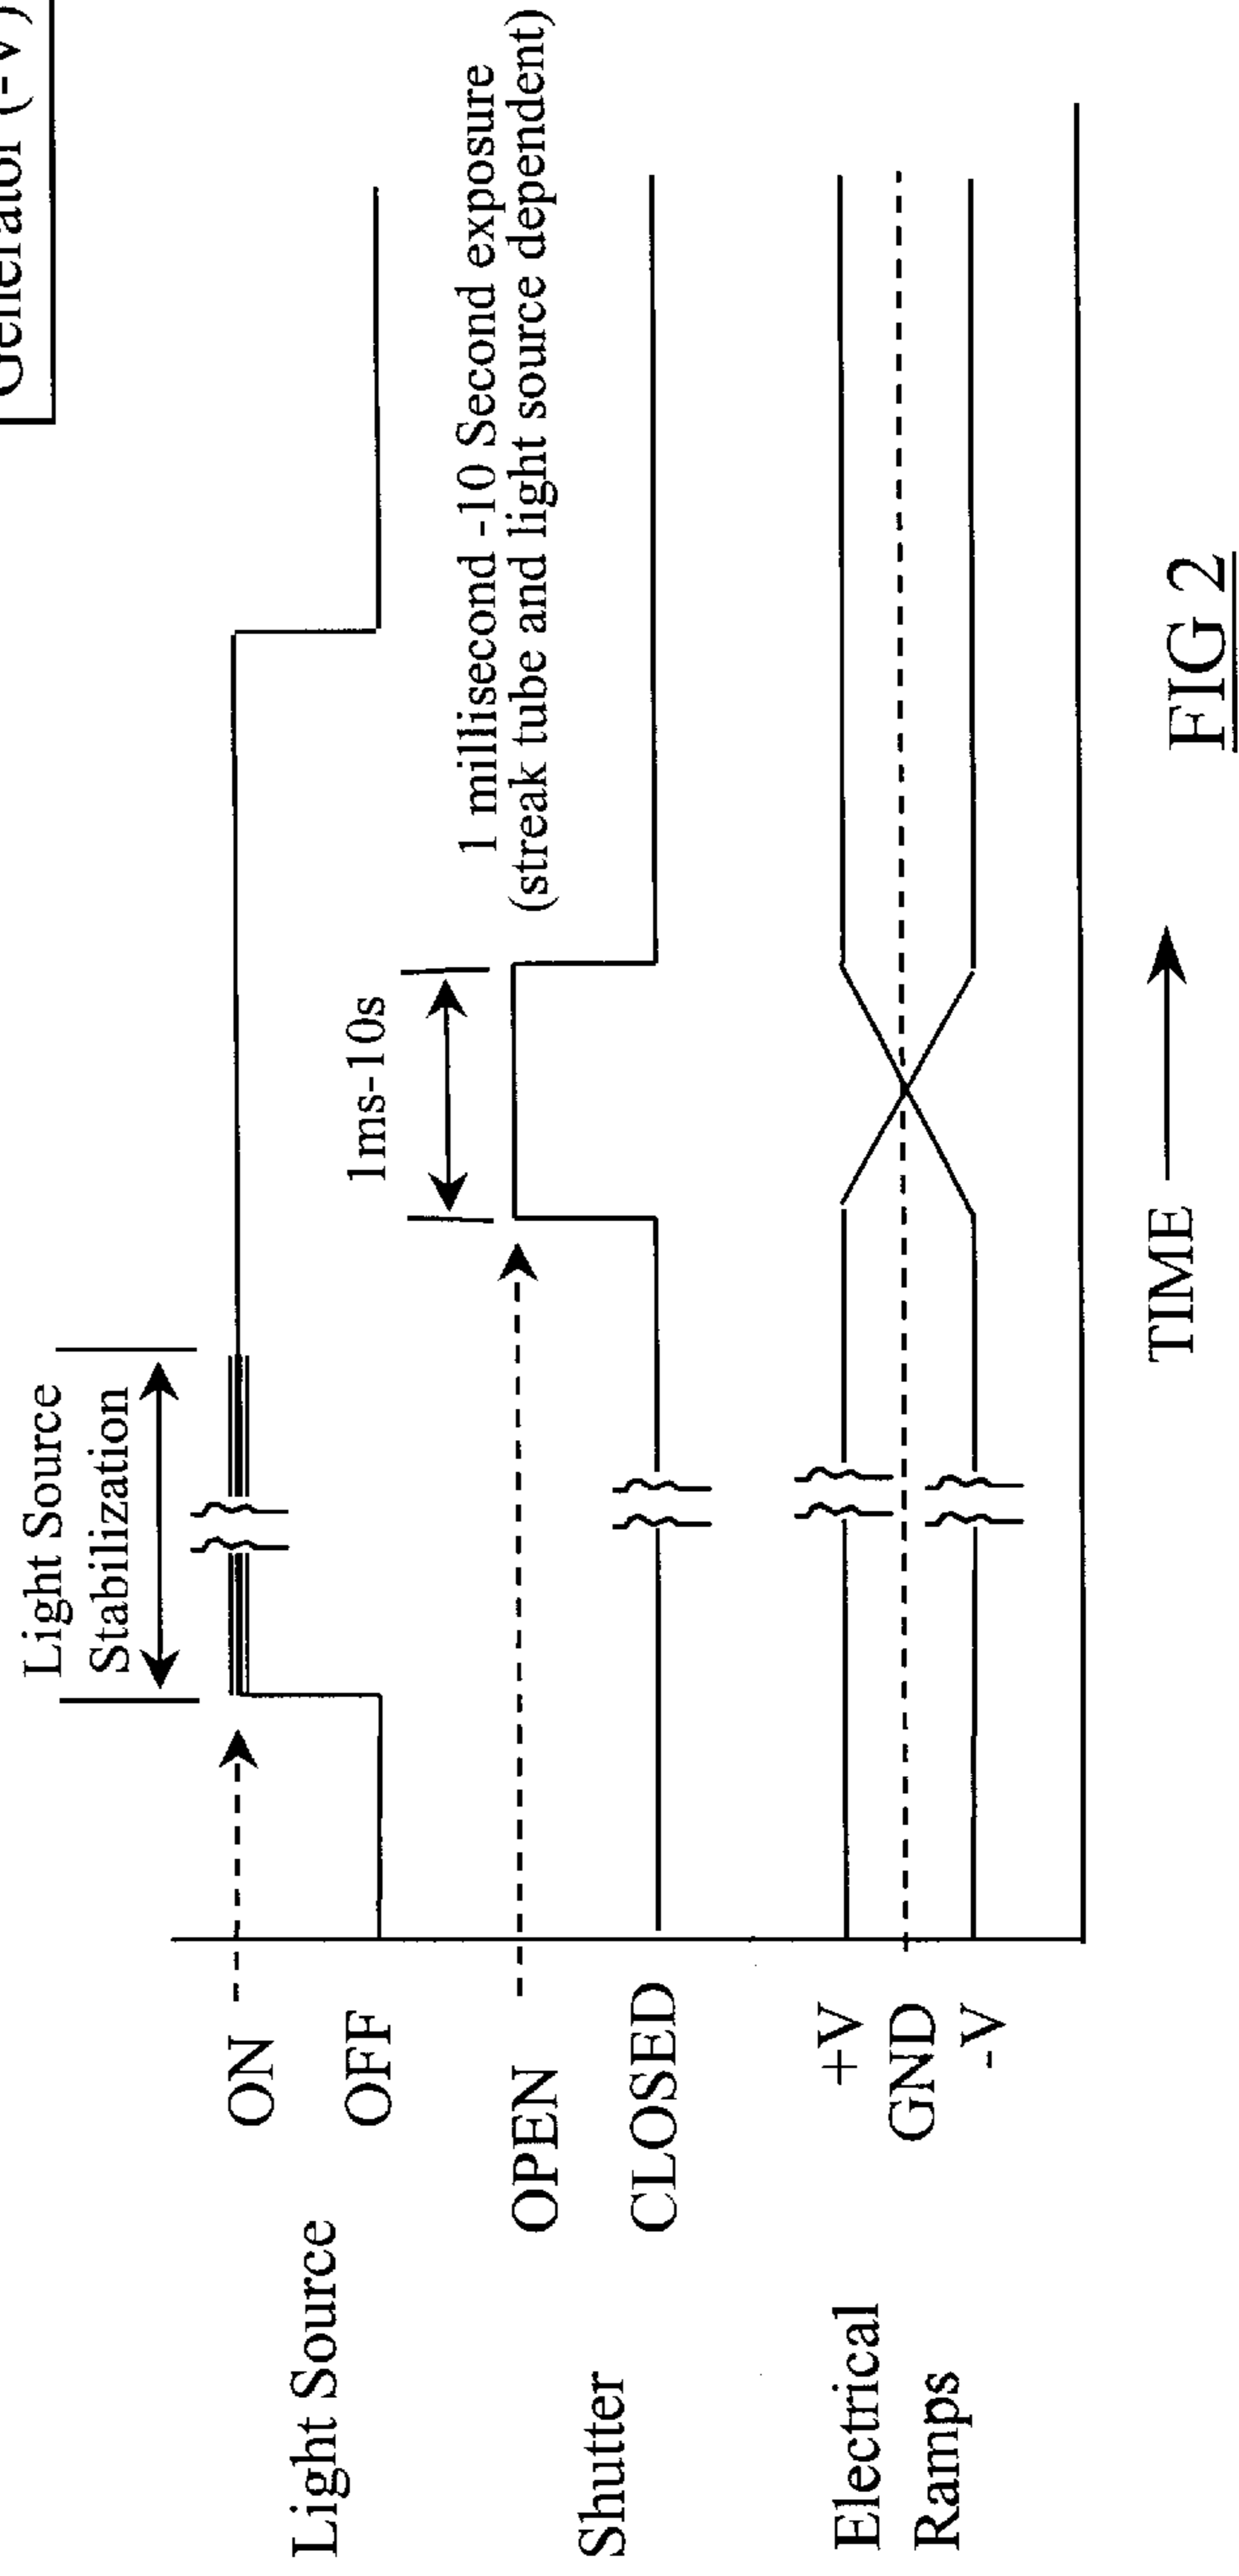 Generator (-V)
Light Source
Stabilization
Light Source
ON
OFF
1ms-10s
1 millisecond -10 Second exposure
(streak tube and light source dependent)
Shutter
OPEN
CLOSED
Electrical
Ramps
+V
GND
-V
TIME
FIG 2